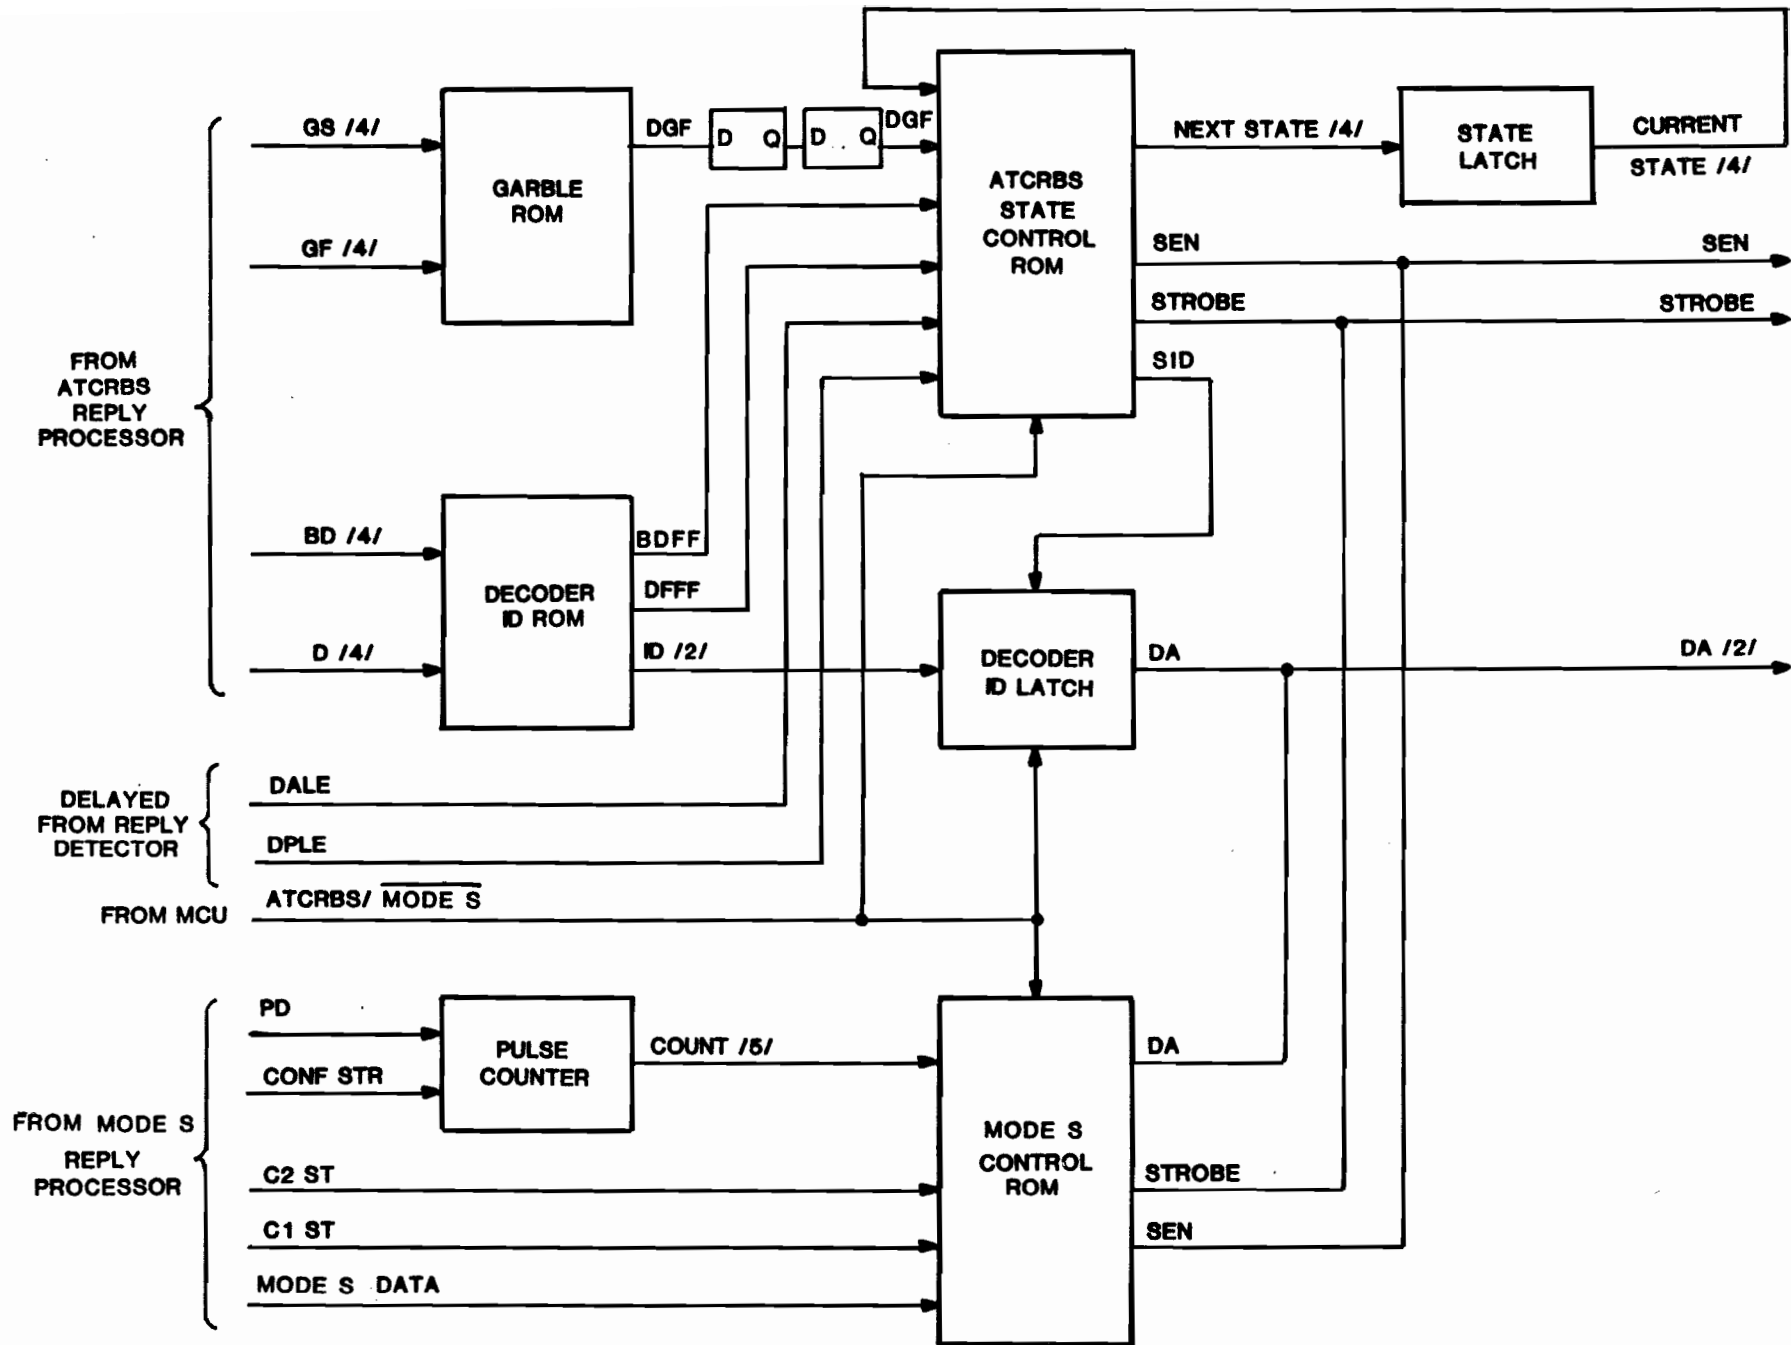 GS /4/
GF /4/
GARBLE
ROM
DGF
D Q
D Q
DGF
ATCRBS
STATE
CONTROL
ROM
NEXT STATE /4/
STATE
LATCH
CURRENT
STATE /4/
SEN
SEN
STROBE
STROBE
SID
FROM
ATCRBS
REPLY
PROCESSOR
BD /4/
D /4/
DECODER
ID ROM
BDFF
DFFF
ID /2/
DECODER
ID LATCH
DA
DA /2/
DELAYED
FROM REPLY
DETECTOR
DALE
DPLE
FROM MCU
ATCRBS/ MODE S
FROM MODE S
REPLY
PROCESSOR
PD
CONF STR
PULSE
COUNTER
COUNT /5/
C2 ST
C1 ST
MODE S DATA
MODE S
CONTROL
ROM
DA
STROBE
SEN